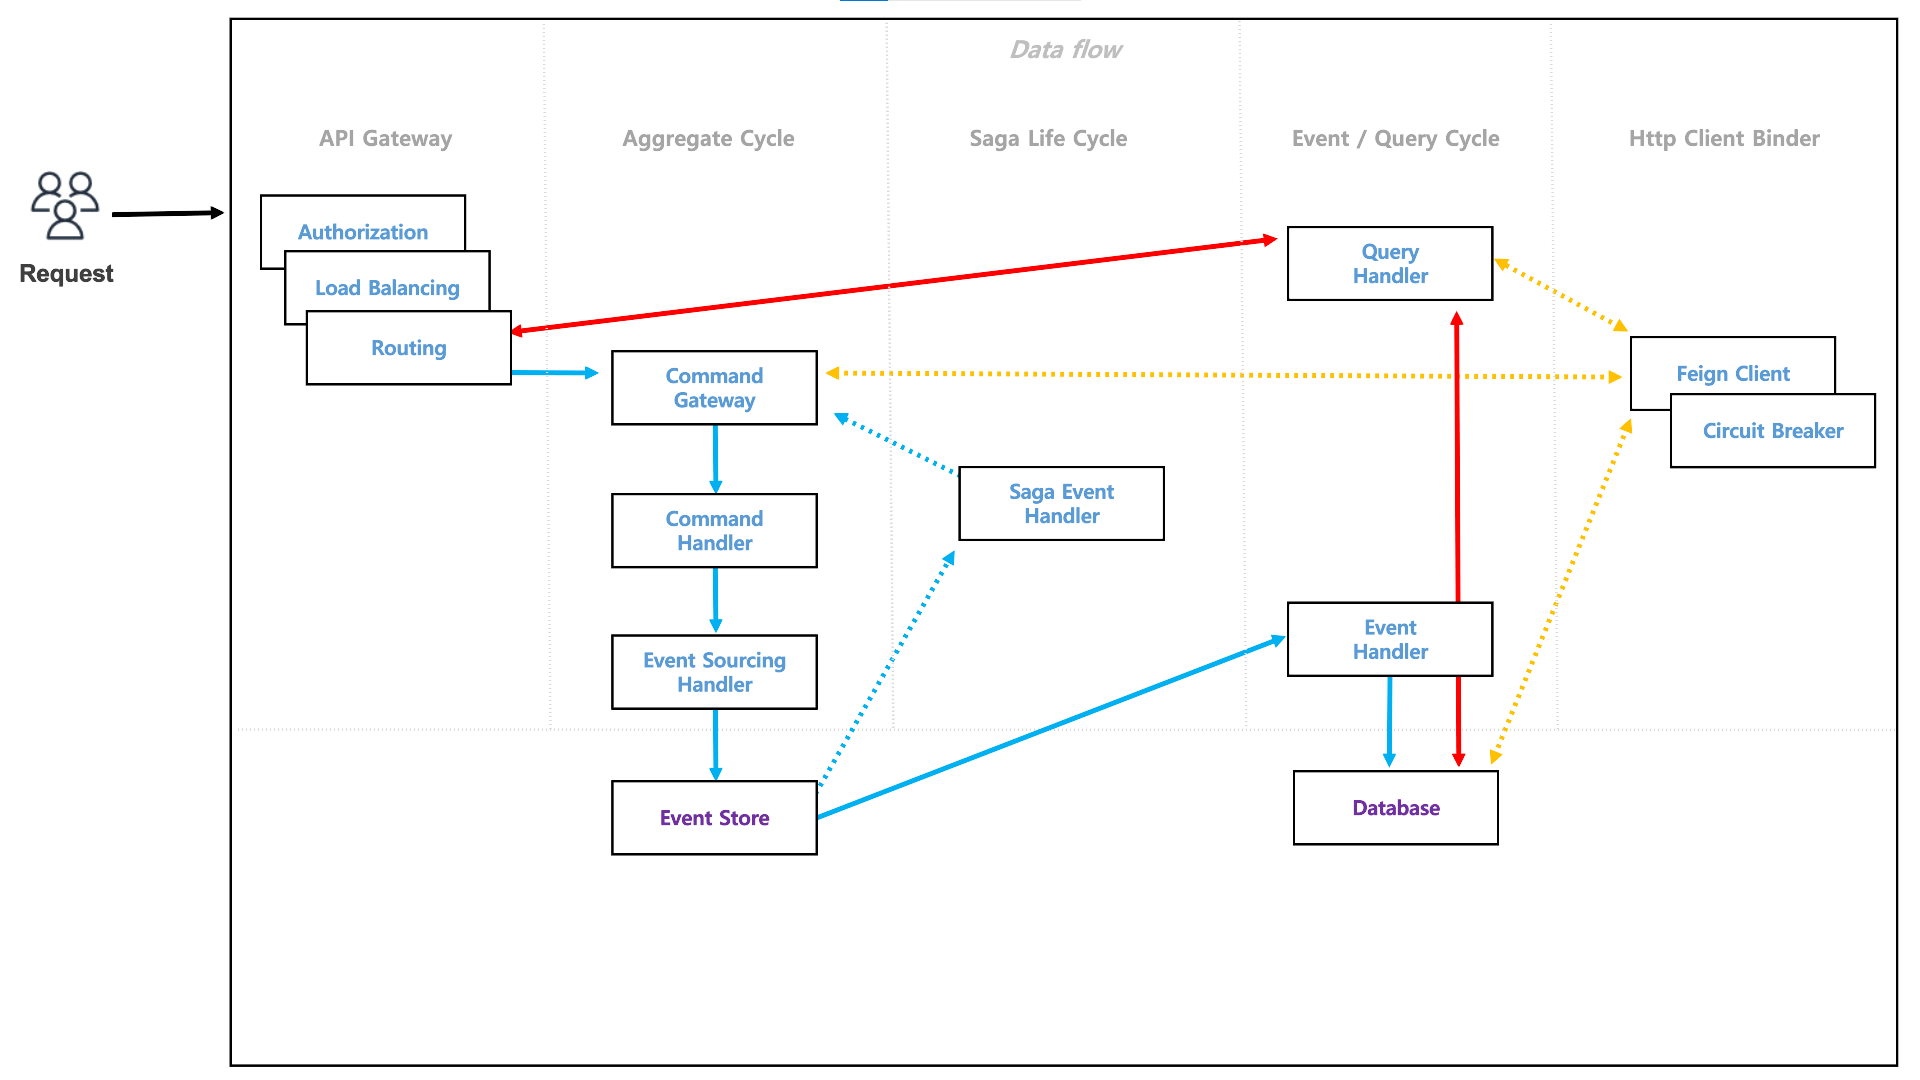 Data flow
API Gateway
Aggregate Cycle
Saga Life Cycle
Event / Query Cycle
Http Client Binder
Request
Authorization
Load Balancing
Routing
Command
Gateway
Command
Handler
Event Sourcing
Handler
Event Store
Saga Event
Handler
Query
Handler
Event
Handler
Database
Feign Client
Circuit Breaker